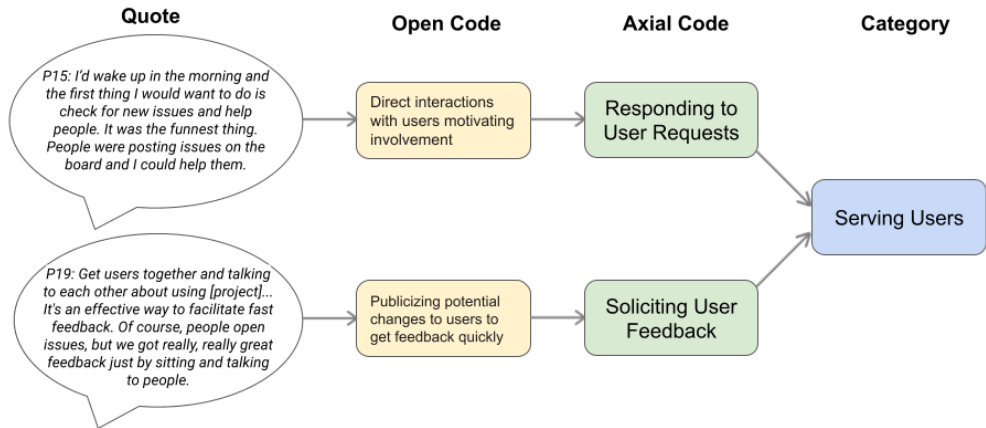 Quote
Open Code
Axial Code
Category
P15: I'd wake up in the morning and
the first thing I would want to do is
check for new issues and help
people. It was the funnest thing.
People were posting issues on the
board and I could help them.
Direct interactions
with users motivating
involvement
Responding to
User Requests
Serving Users
P19: Get users together and talking
to each other about using [project]...
It's an effective way to facilitate fast
feedback. Of course, people open
issues, but we got really, really great
feedback just by sitting and talking
to people.
Publicizing potential
changes to users to
get feedback quickly
Soliciting User
Feedback